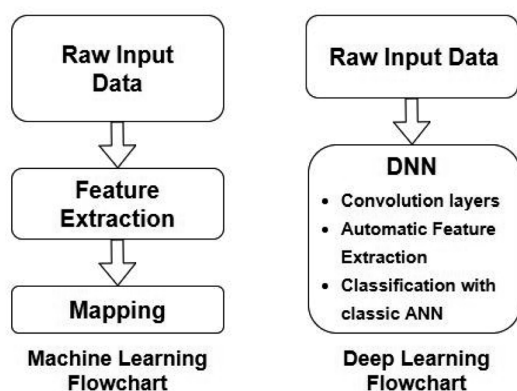 Raw Input
Data
Feature
Extraction
Mapping
Machine Learning
Flowchart
Raw Input Data
DNN
• Convolution layers
• Automatic Feature
Extraction
• Classification with
classic ANN
Deep Learning
Flowchart